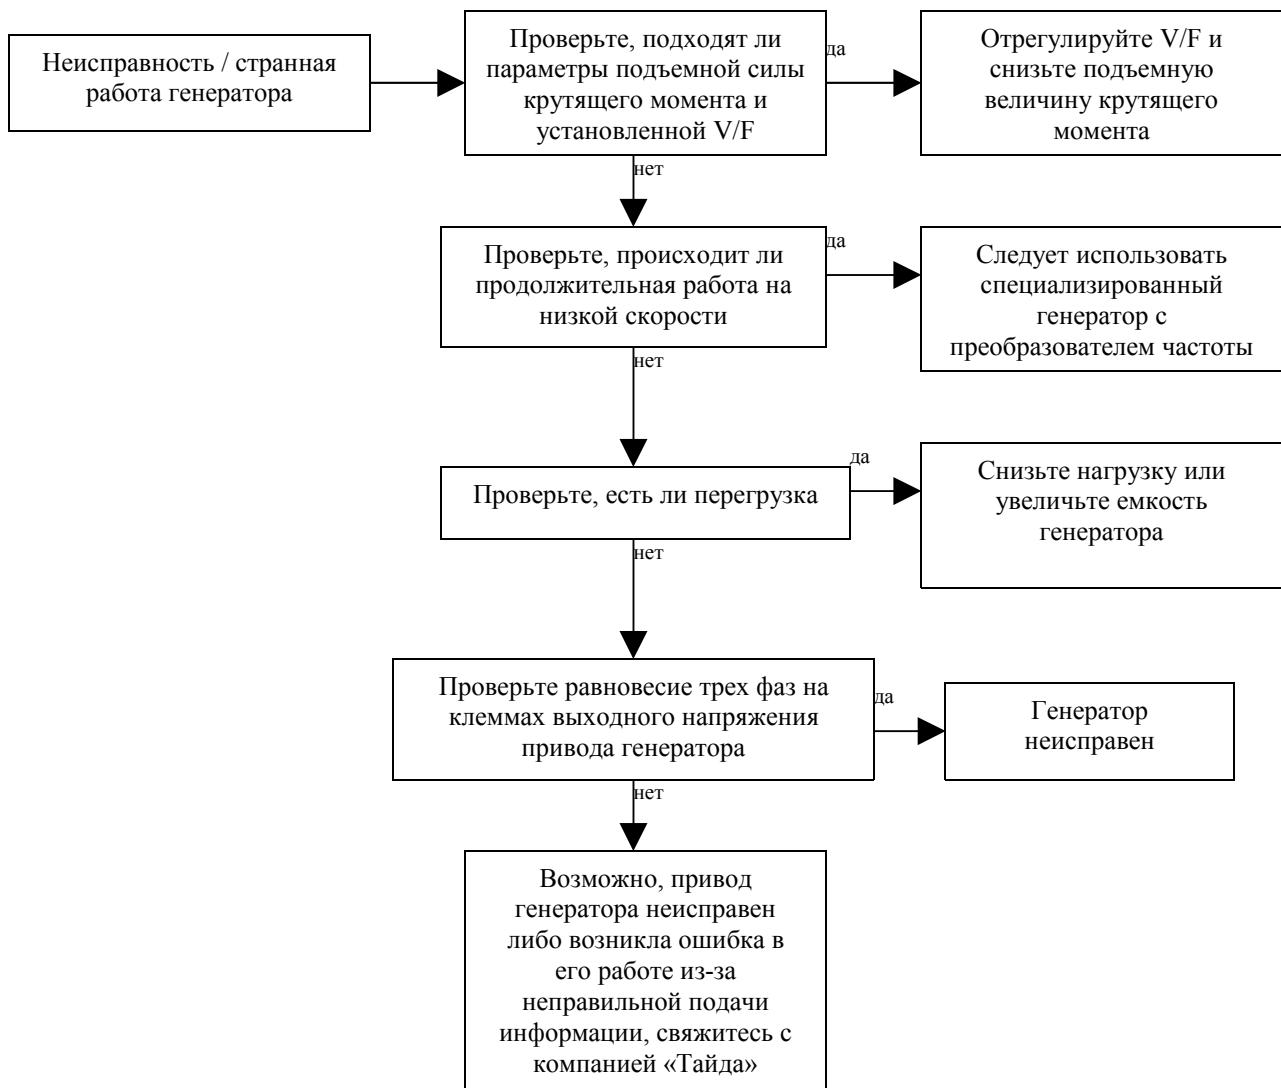 Неисправность / странная
работа генератора
Проверьте, подходят ли
параметры подъемной силы
крутящего момента и
установленной V/F
да
Отрегулируйте V/F и
снизьте подъемную
величину крутящего
момента
нет
Проверьте, происходит ли
продолжительная работа на
низкой скорости
да
Следует использовать
специализированный
генератор с
преобразователем частоты
нет
Проверьте, есть ли перегрузка
да
Снизьте нагрузку или
увеличьте емкость
генератора
нет
Проверьте равновесие трех фаз на
клеммах выходного напряжения
привода генератора
да
Генератор
неисправен
нет
Возможно, привод
генератора неисправен
либо возникла ошибка в
его работе из-за
неправильной подачи
информации, свяжитесь с
компанией «Тайда»